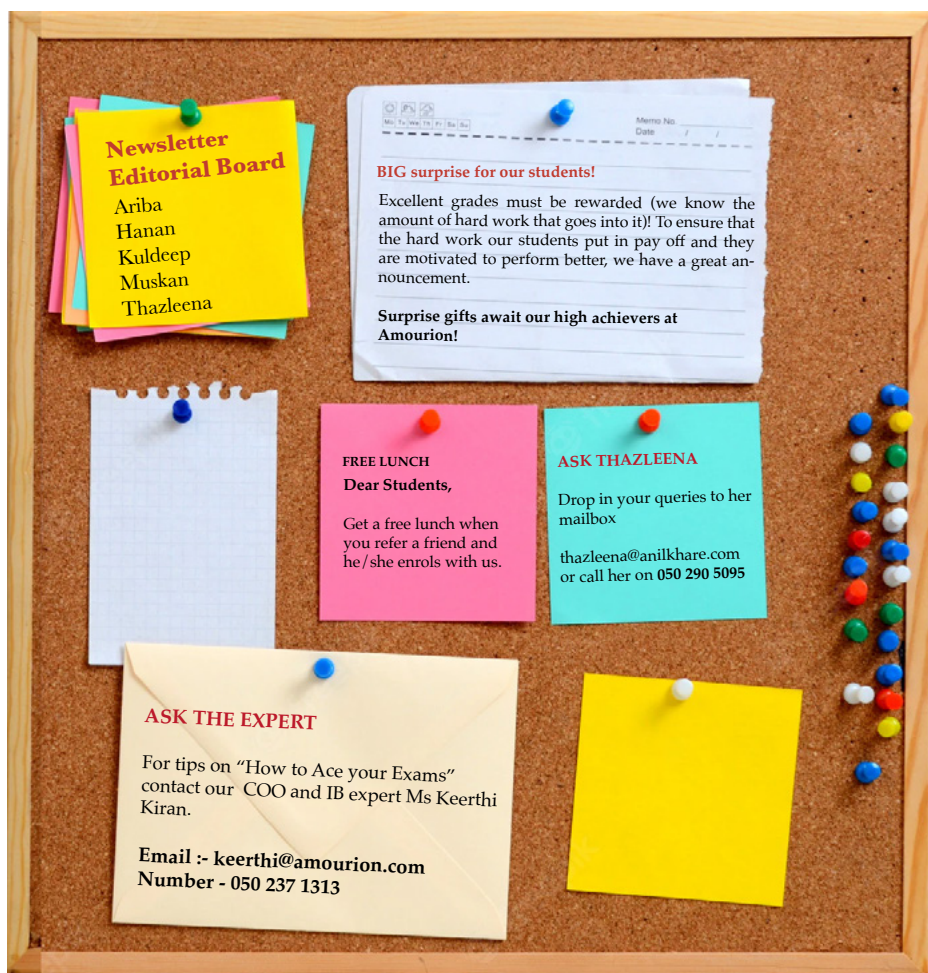 Newsletter
Editorial Board
Ariba
Hanan
Kuldeep
Muskan
Thazleena
Mo Tu We Th Fr Sa Su
Memo No.
Date / /
BIG surprise for our students!
Excellent grades must be rewarded (we know the
amount of hard work that goes into it)! To ensure that
the hard work our students put in pay off and they
are motivated to perform better, we have a great an-
nouncement.
Surprise gifts await our high achievers at
Amourion!
FREE LUNCH
Dear Students,
Get a free lunch when
you refer a friend and
he/she enrols with us.
ASK THAZLEENA
Drop in your queries to her
mailbox
thazleena@anilkhare.com
or call her on 050 290 5095
ASK THE EXPERT
For tips on "How to Ace your Exams"
contact our COO and IB expert Ms Keerthi
Kiran.
Email :- keerthi@amourion.com
Number - 050 237 1313